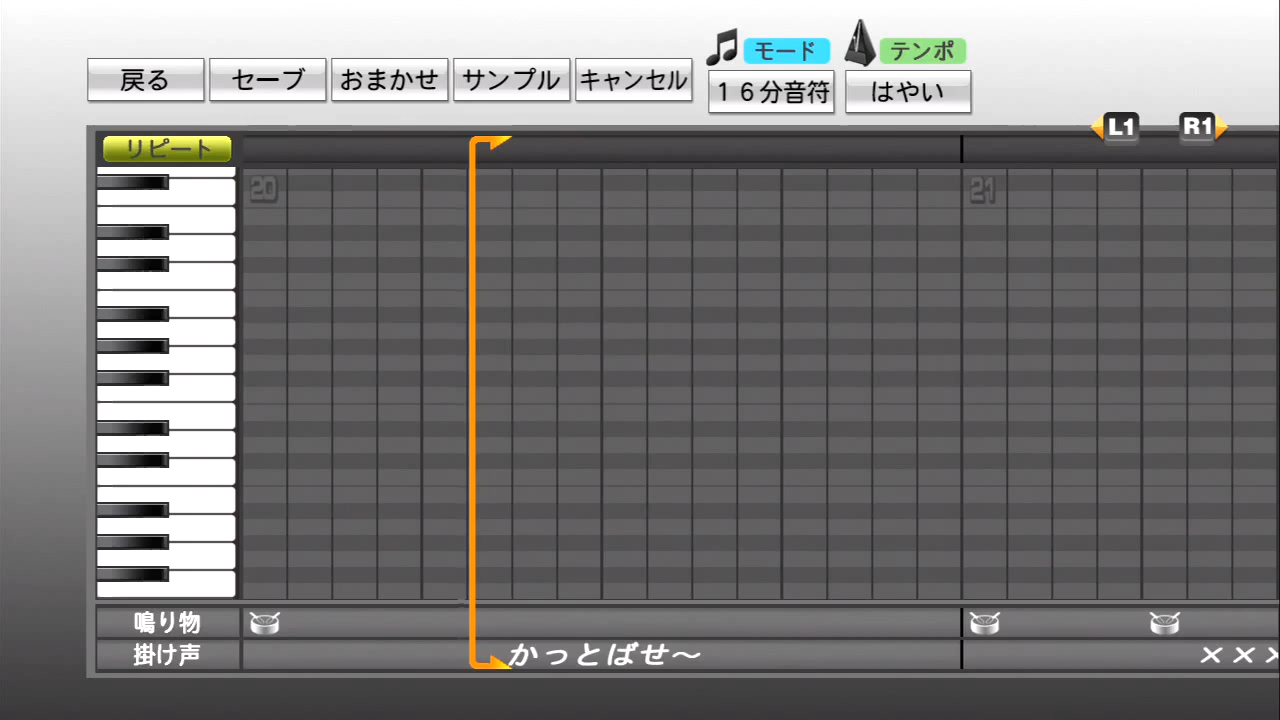 モード テンポ
戻る セーブ おまかせ サンプル キャンセル １６分音符 はやい
L1 R1
リピート
20 21
鳴り物
掛け声 かっとばせ～ ×××